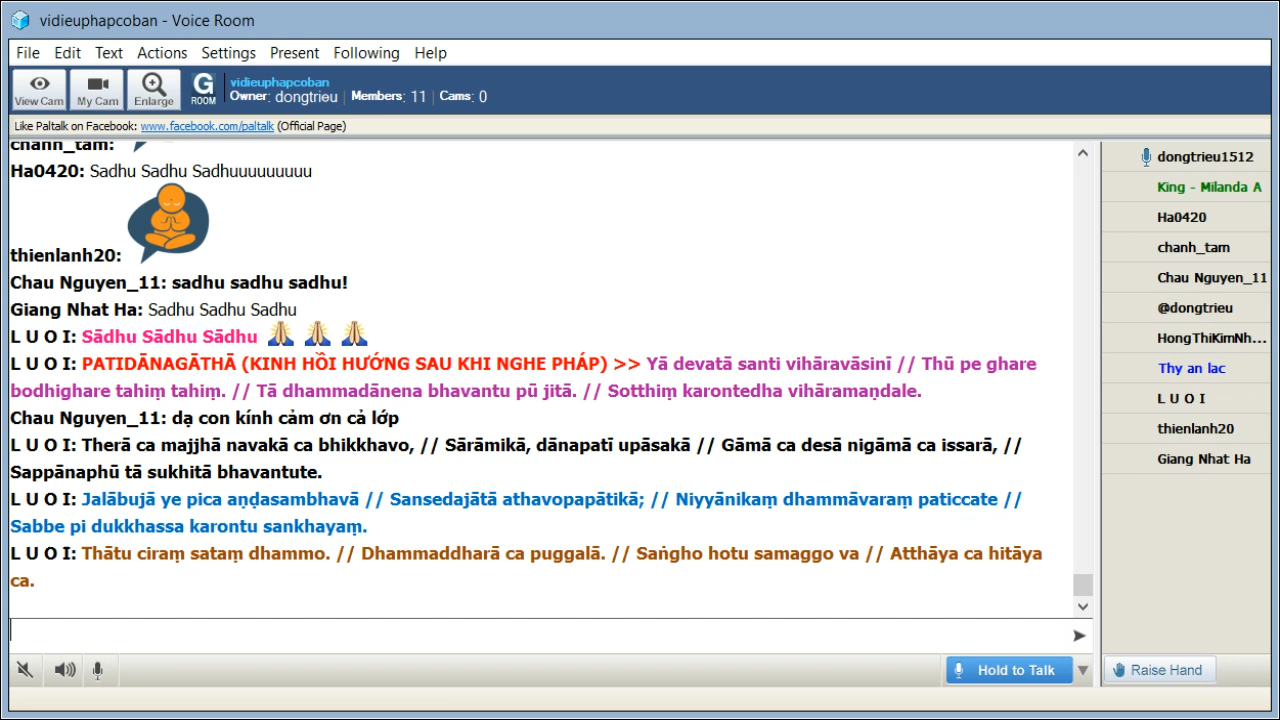 vidieuphapcoban - Voice Room
File Edit Text Actions Settings Present Following Help
View Cam
My Cam
Enlarge
G
ROOM
vidieuphapcoban
Owner: dongtrieu | Members: 11 | Cams: 0
Like Paltalk on Facebook: www.facebook.com/paltalk (Official Page)
chanh_tam:
Ha0420: Sadhu Sadhu Sadhuuuuuuuuu
thienlanh20:
Chau Nguyen_11: sadhu sadhu sadhu!
Giang Nhat Ha: Sadhu Sadhu Sadhu
L U O I: Sādhu Sādhu Sādhu
L U O I: PATIDĀNAGĀTHĀ (KINH HỒI HƯỚNG SAU KHI NGHE PHÁP) >> Yā devatā santi vihāravāsinī // Thū pe ghare
bodhighare tahiṃ tahiṃ. // Tā dhammadānena bhavantu pū jitā. // Sotthiṃ karontedha vihāramaṇdale.
Chau Nguyen_11: dạ con kính cảm ơn cả lớp
L U O I: Therā ca majjhā navakā ca bhikkhavo, // Sārāmikā, dānapatī upāsakā // Gāmā ca desā nigāmā ca issarā, //
Sappānaphū tā sukhitā bhavantute.
L U O I: Jalābujā ye pica aṇḍasambhavā // Sansedajātā athavopapātikā; // Niyyānikaṃ dhammāvaraṃ paticcate //
Sabbe pi dukkhassa karontu sankhayaṃ.
L U O I: Thātu ciraṃ sataṃ dhammo. // Dhammaddharā ca puggalā. // Saṅgho hotu samaggo va // Atthāya ca hitāya
ca.
Hold to Talk
dongtrieu1512
King - Milanda A
Ha0420
chanh_tam
Chau Nguyen_11
@dongtrieu
HongThiKimNh...
Thy an lac
L U O I
thienlanh20
Giang Nhat Ha
Raise Hand